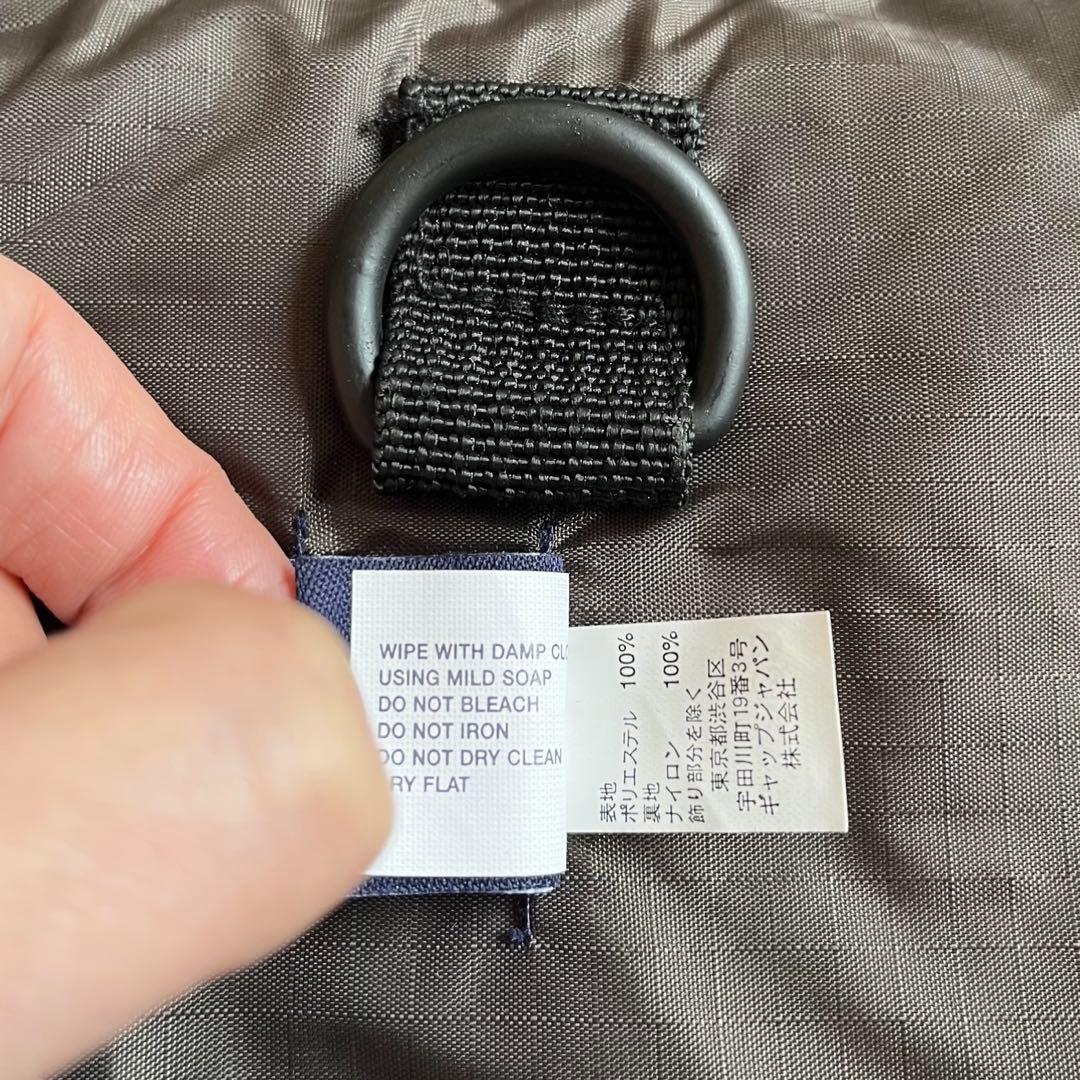 WIPE WITH DAMP
USING MILD SOAP
DO NOT BLEACH
DO NOT IRON
DO NOT DRY CLEAN
RY FLAT
表地
ポリエステル 100%
裏地
ナイロン 100%
飾り部分を除く
東京都渋谷区
宇田川町19番3号
ギャップジャパン
株式会社